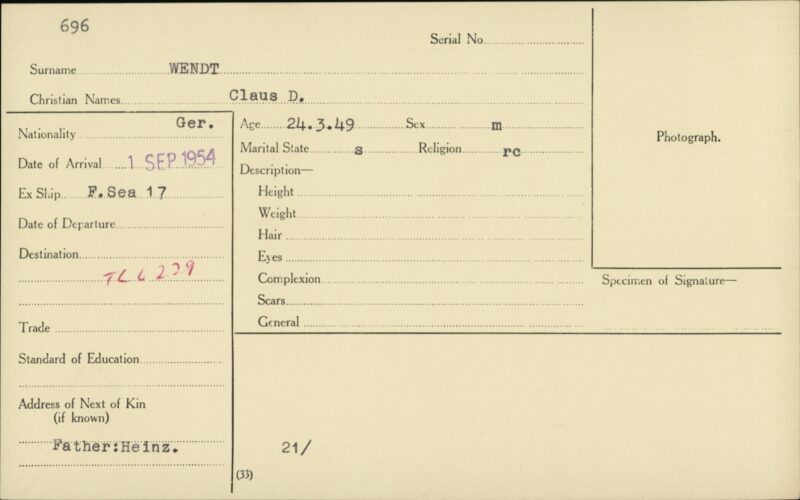 696
Serial No.
Surname WENDT
Christian Names Claus D.
Nationality Ger.
Date of Arrival 1 SEP 1954
Ex Ship F.Sea 17
Date of Departure
Destination
TL 6229
Trade
Standard of Education
Address of Next of Kin
(if known)
Father:Heinz.
Age 24.3.49 Sex m
Marital State s Religion rc
Description—
Height
Weight
Hair
Eyes
Complexion
Scars
General
21/
(33)
Photograph.
Specimen of Signature—